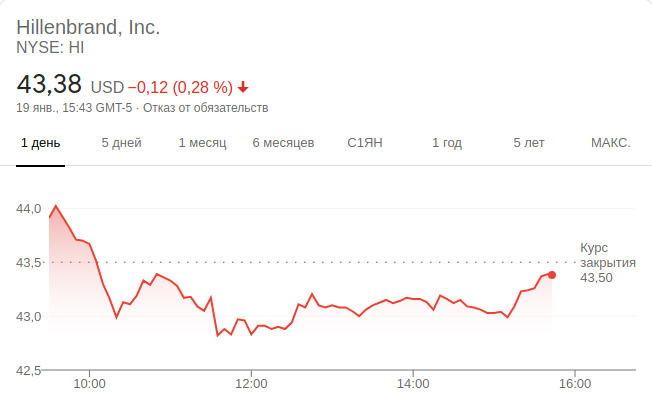 Hillenbrand, Inc.
NYSE: HI
43,38 USD −0,12 (0,28 %)
19 янв., 15:43 GMT-5 · Отказ от обязательств
1 день 5 дней 1 месяц 6 месяцев С1ЯН 1 год 5 лет МАКС.
44,0
Курс
43,5 закрытия
43,50
43,0
42,5
10:00 12:00 14:00 16:00